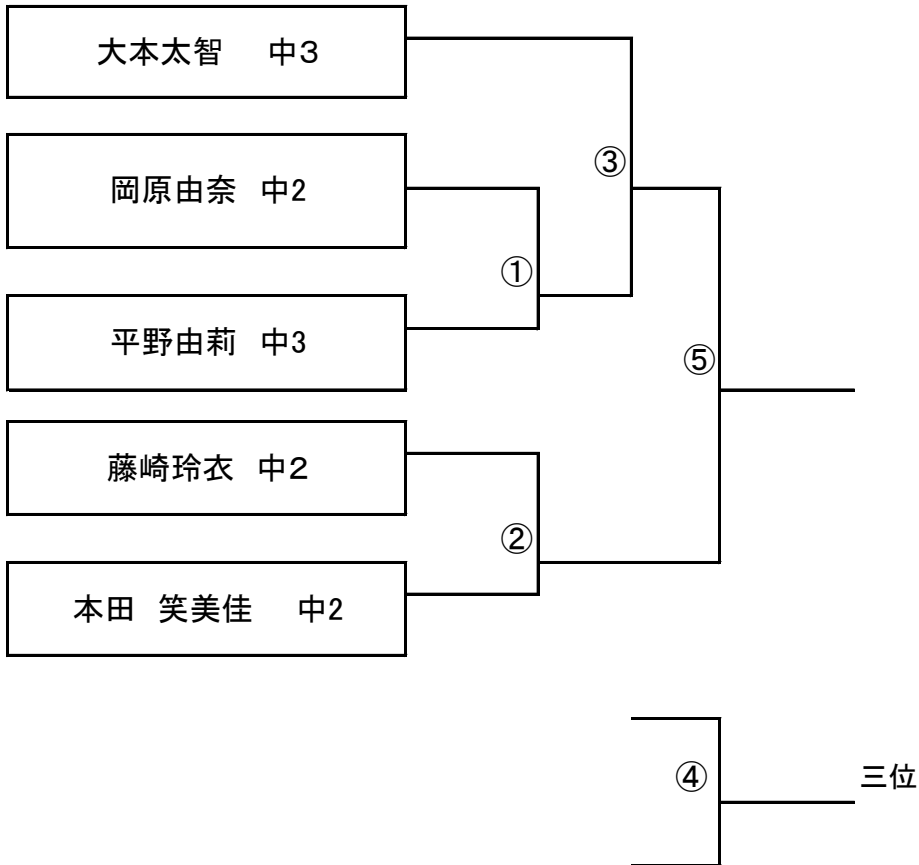 大本太智　中３
③
岡原由奈　中2
①
平野由莉　中3
⑤
藤崎玲衣　中２
②
本田　笑美佳　中2
④
三位